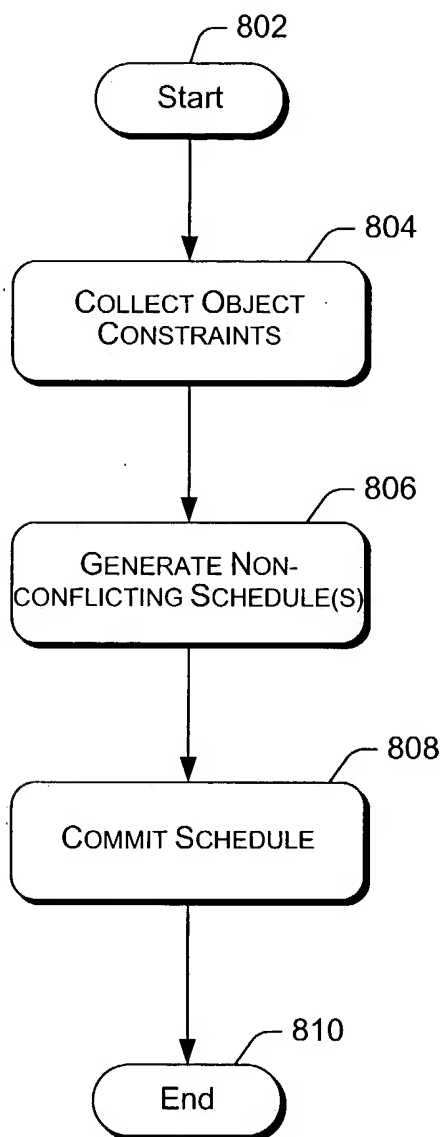 802
Start
804
COLLECT OBJECT
CONSTRAINTS
806
GENERATE NON-
CONFLICTING SCHEDULE(S)
808
COMMIT SCHEDULE
810
End